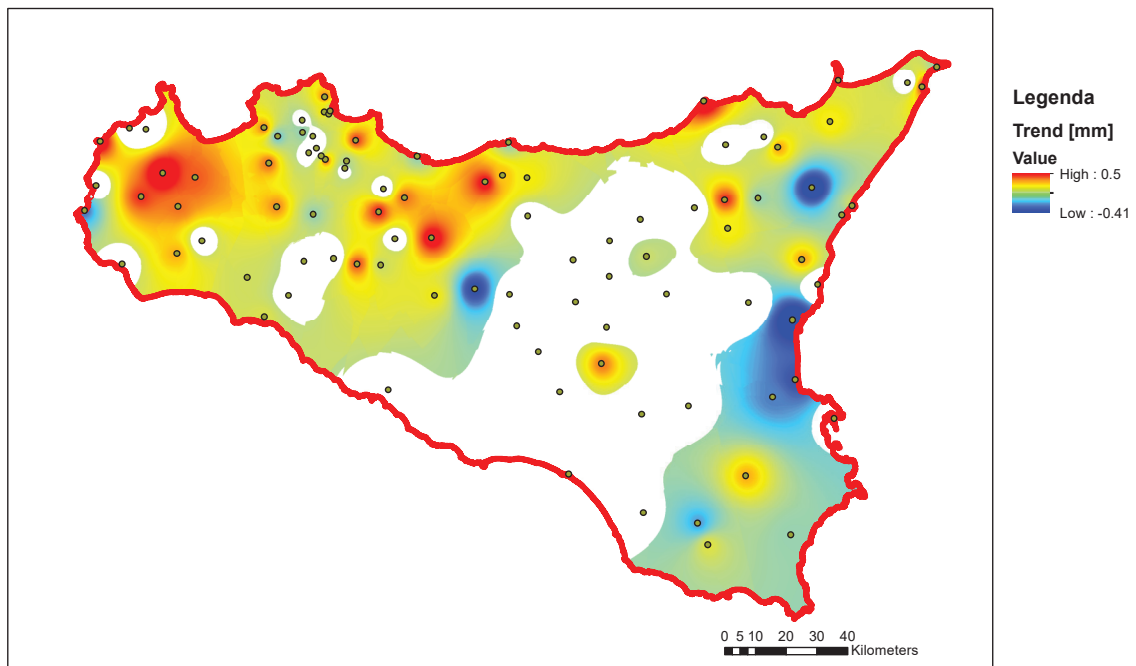 Legenda
Trend [mm]
Value
High : 0.5
Low : -0.41
0 5 10 20 30 40
Kilometers